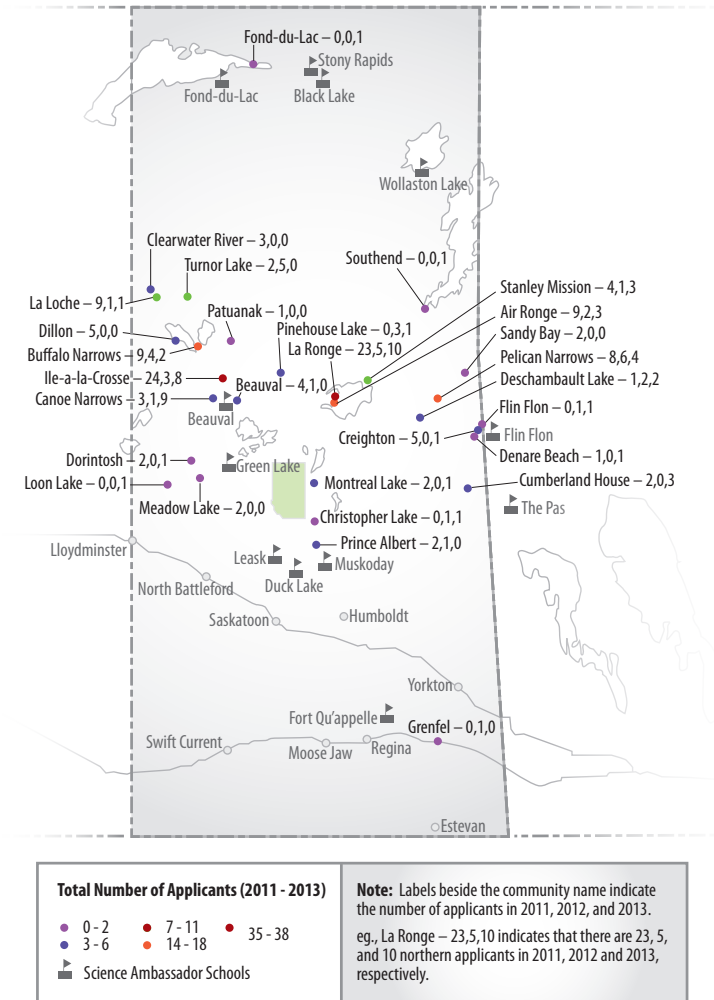 Fond-du-Lac – 0,0,1
Stony Rapids
Fond-du-Lac
Black Lake
Wollaston Lake
Clearwater River – 3,0,0
Turnor Lake – 2,5,0
Southend – 0,0,1
Stanley Mission – 4,1,3
La Loche – 9,1,1
Patuanak – 1,0,0
Air Ronge – 9,2,3
Dillon – 5,0,0
Pinehouse Lake – 0,3,1
Sandy Bay – 2,0,0
Buffalo Narrows – 9,4,2
La Ronge – 23,5,10
Pelican Narrows – 8,6,4
Ile-a-la-Crosse – 24,3,8
Beauval – 4,1,0
Deschambault Lake – 1,2,2
Canoe Narrows – 3,1,9
Beauval
Flin Flon – 0,1,1
Creighton – 5,0,1
Flin Flon
Denare Beach – 1,0,1
Dorintosh – 2,0,1
Green Lake
Loon Lake – 0,0,1
Montreal Lake – 2,0,1
Cumberland House – 2,0,3
Meadow Lake – 2,0,0
The Pas
Christopher Lake – 0,1,1
Lloydminster
Prince Albert – 2,1,0
Leask
Muskoday
North Battleford
Duck Lake
Saskatoon
Humboldt
Yorkton
Fort Qu’appelle
Grenfel – 0,1,0
Swift Current
Moose Jaw
Regina
Estevan
Total Number of Applicants (2011 - 2013)
0 - 2
7 - 11
35 - 38
3 - 6
14 - 18
Science Ambassador Schools
Note: Labels beside the community name indicate
the number of applicants in 2011, 2012, and 2013.
eg., La Ronge – 23,5,10 indicates that there are 23, 5,
and 10 northern applicants in 2011, 2012 and 2013,
respectively.